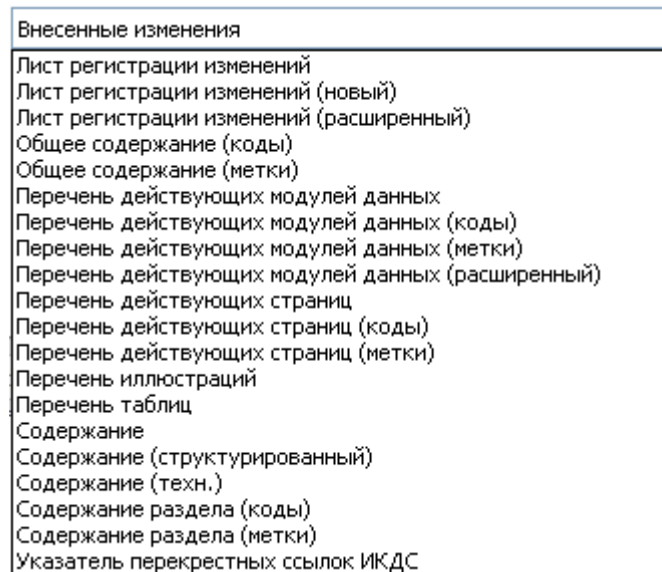 Внесенные изменения
Лист регистрации изменений
Лист регистрации изменений (новый)
Лист регистрации изменений (расширенный)
Общее содержание (коды)
Общее содержание (метки)
Перечень действующих модулей данных
Перечень действующих модулей данных (коды)
Перечень действующих модулей данных (метки)
Перечень действующих модулей данных (расширенный)
Перечень действующих страниц
Перечень действующих страниц (коды)
Перечень действующих страниц (метки)
Перечень иллюстраций
Перечень таблиц
Содержание
Содержание (структурированный)
Содержание (техн.)
Содержание раздела (коды)
Содержание раздела (метки)
Указатель перекрестных ссылок ИКДС